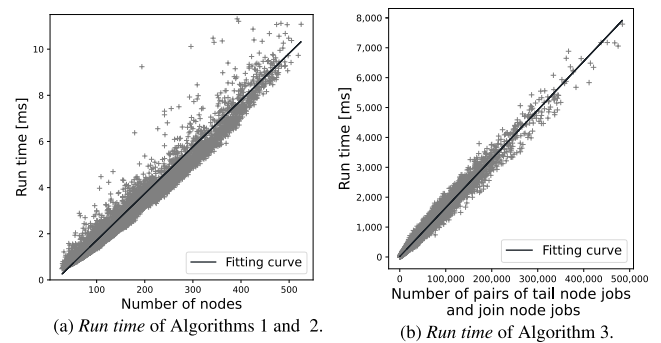 10
8
6
4
2
0
Run time [ms]
100
200
300
400
500
Number of nodes
Fitting curve
(a) Run time of Algorithms 1 and 2.
8,000
7,000
6,000
5,000
4,000
3,000
2,000
1,000
0
Run time [ms]
0
100,000
200,000
300,000
400,000
500,000
Number of pairs of tail node jobs
and join node jobs
Fitting curve
(b) Run time of Algorithm 3.